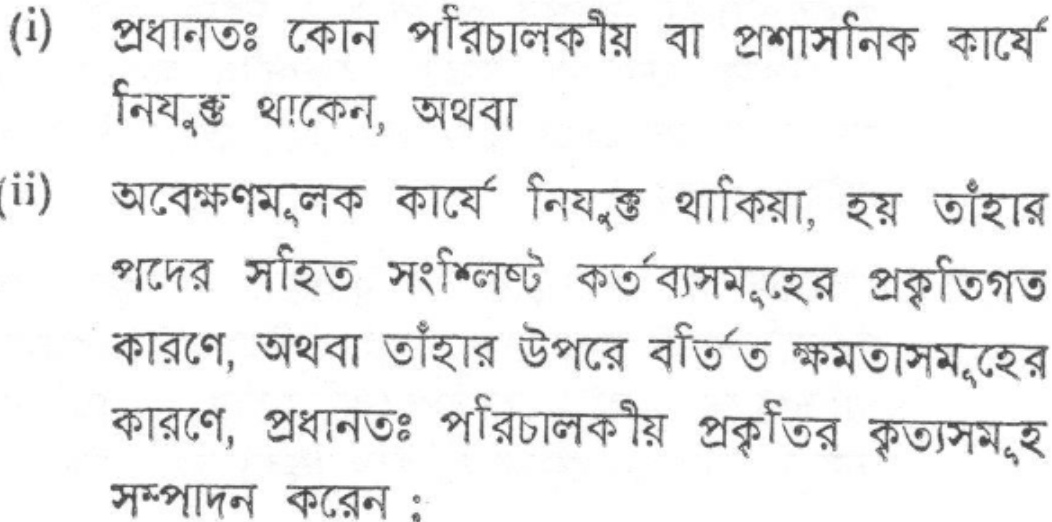 (i) প্রধানতঃ কোন পরিচালকীয় বা প্রশাসনিক কার্যে
নিযুক্ত থাকেন, অথবা
(ii) অবেক্ষণমূলক কার্যে নিযুক্ত থাকিয়া, হয় তাঁহার
পদের সহিত সংশ্লিষ্ট কর্তব্যসমূহের প্রকৃতিগত
কারণে, অথবা তাঁহার উপরে বর্তিত ক্ষমতাসমূহের
কারণে, প্রধানতঃ পরিচালকীয় প্রকৃতির কৃত্যসমূহ
সম্পাদন করেন ;